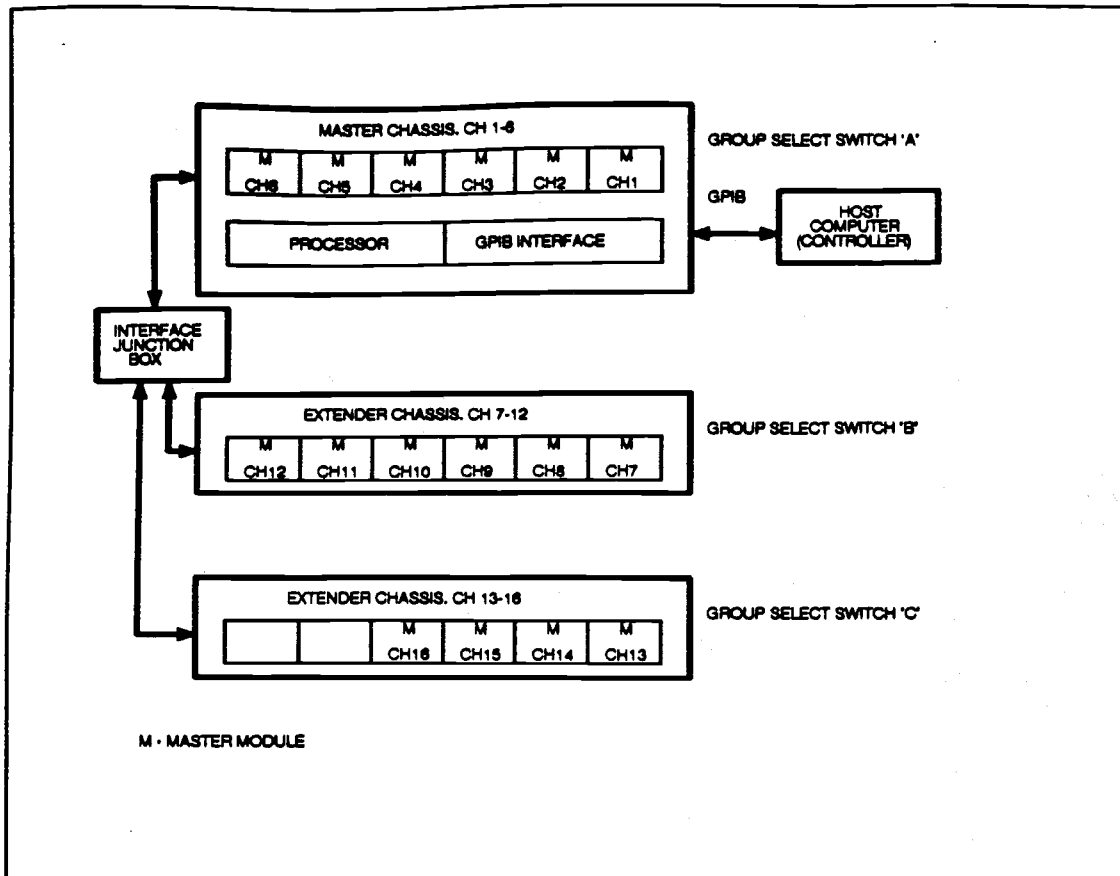 MASTER CHASSIS. CH 1-6
GROUP SELECT SWITCH 'A'
M M M M M M
CH6 CH5 CH4 CH3 CH2 CH1
GPIB
HOST
COMPUTER
(CONTROLLER)
PROCESSOR GPIB INTERFACE
INTERFACE
JUNCTION
BOX
EXTENDER CHASSIS. CH 7-12
GROUP SELECT SWITCH 'B'
M M M M M M
CH12 CH11 CH10 CH9 CH8 CH7
EXTENDER CHASSIS. CH 13-16
GROUP SELECT SWITCH 'C'
M M M M
CH16 CH15 CH14 CH13
M - MASTER MODULE